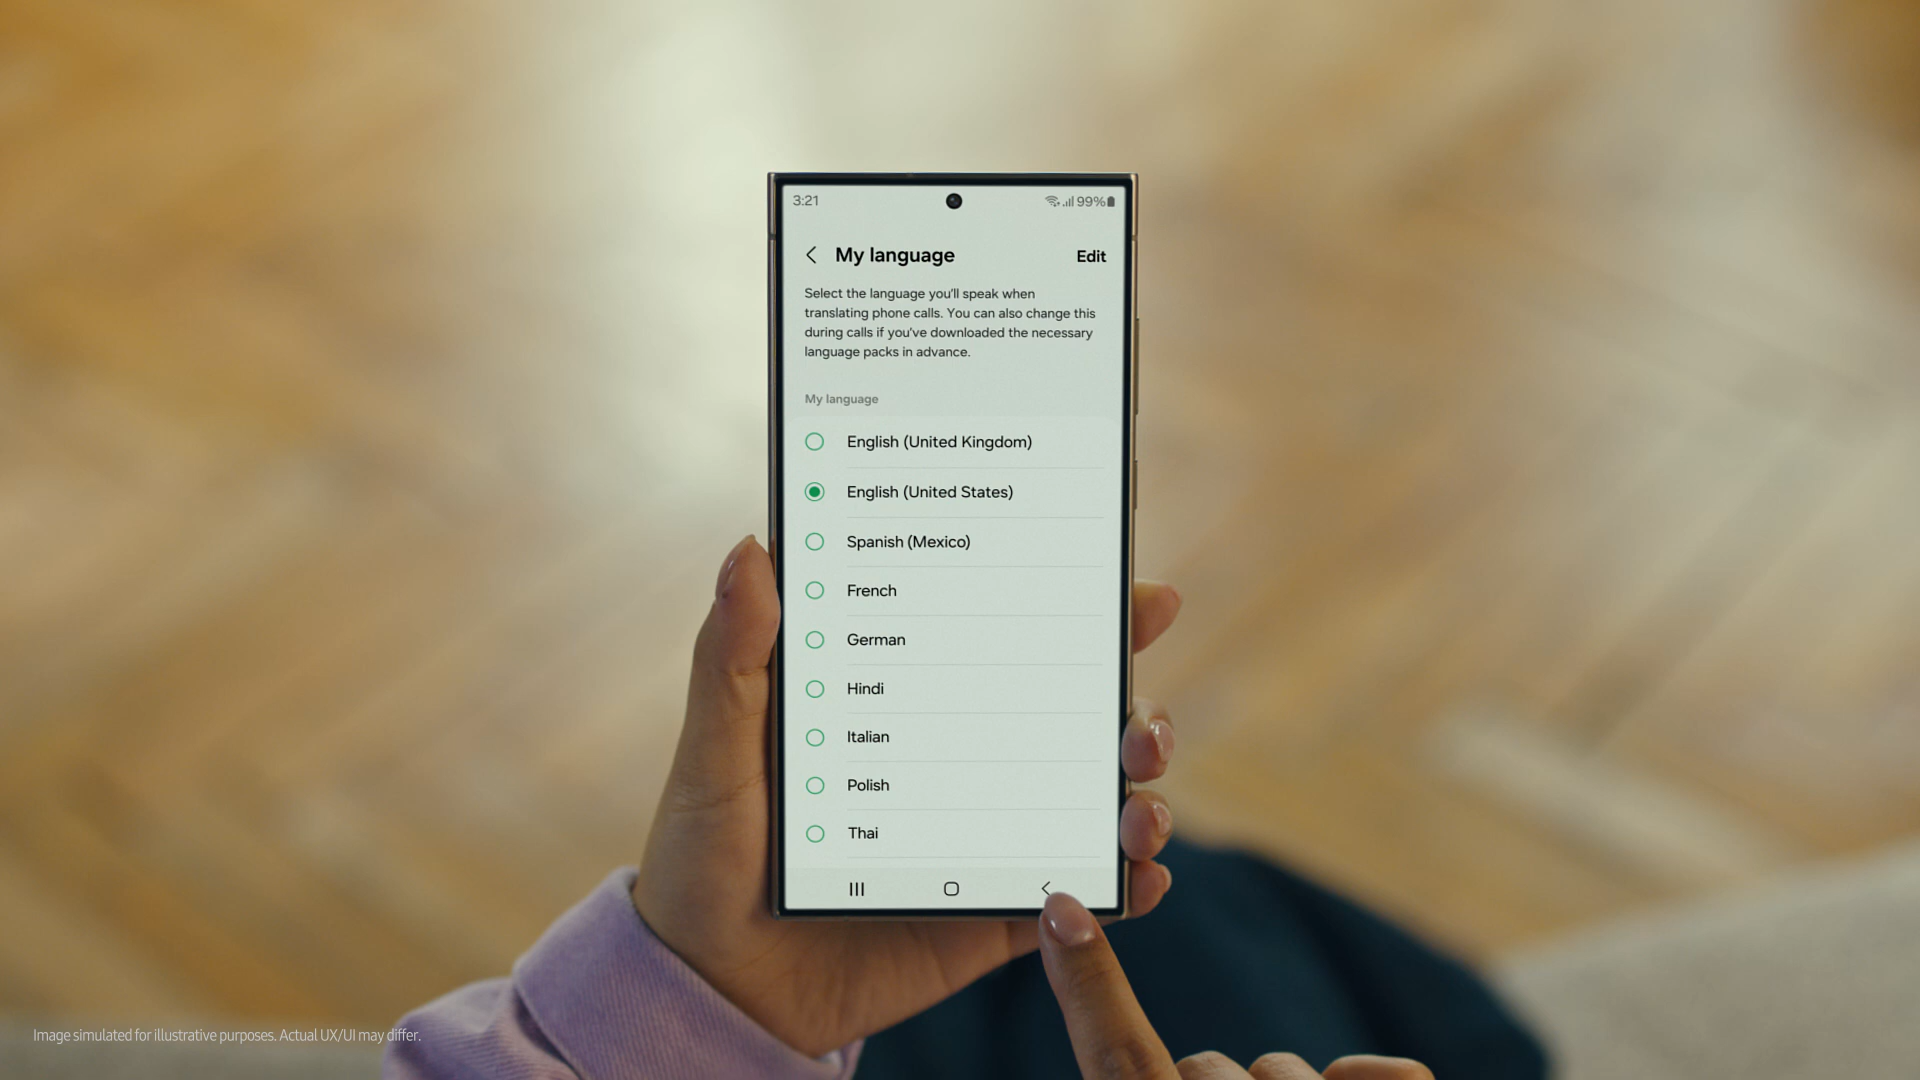 3:21
99%
My language
Edit
Select the language you'll speak when
translating phone calls. You can also change this
during calls if you've downloaded the necessary
language packs in advance.
My language
English (United Kingdom)
English (United States)
Spanish (Mexico)
French
German
Hindi
Italian
Polish
Thai
Image simulated for illustrative purposes. Actual UX/UI may differ.